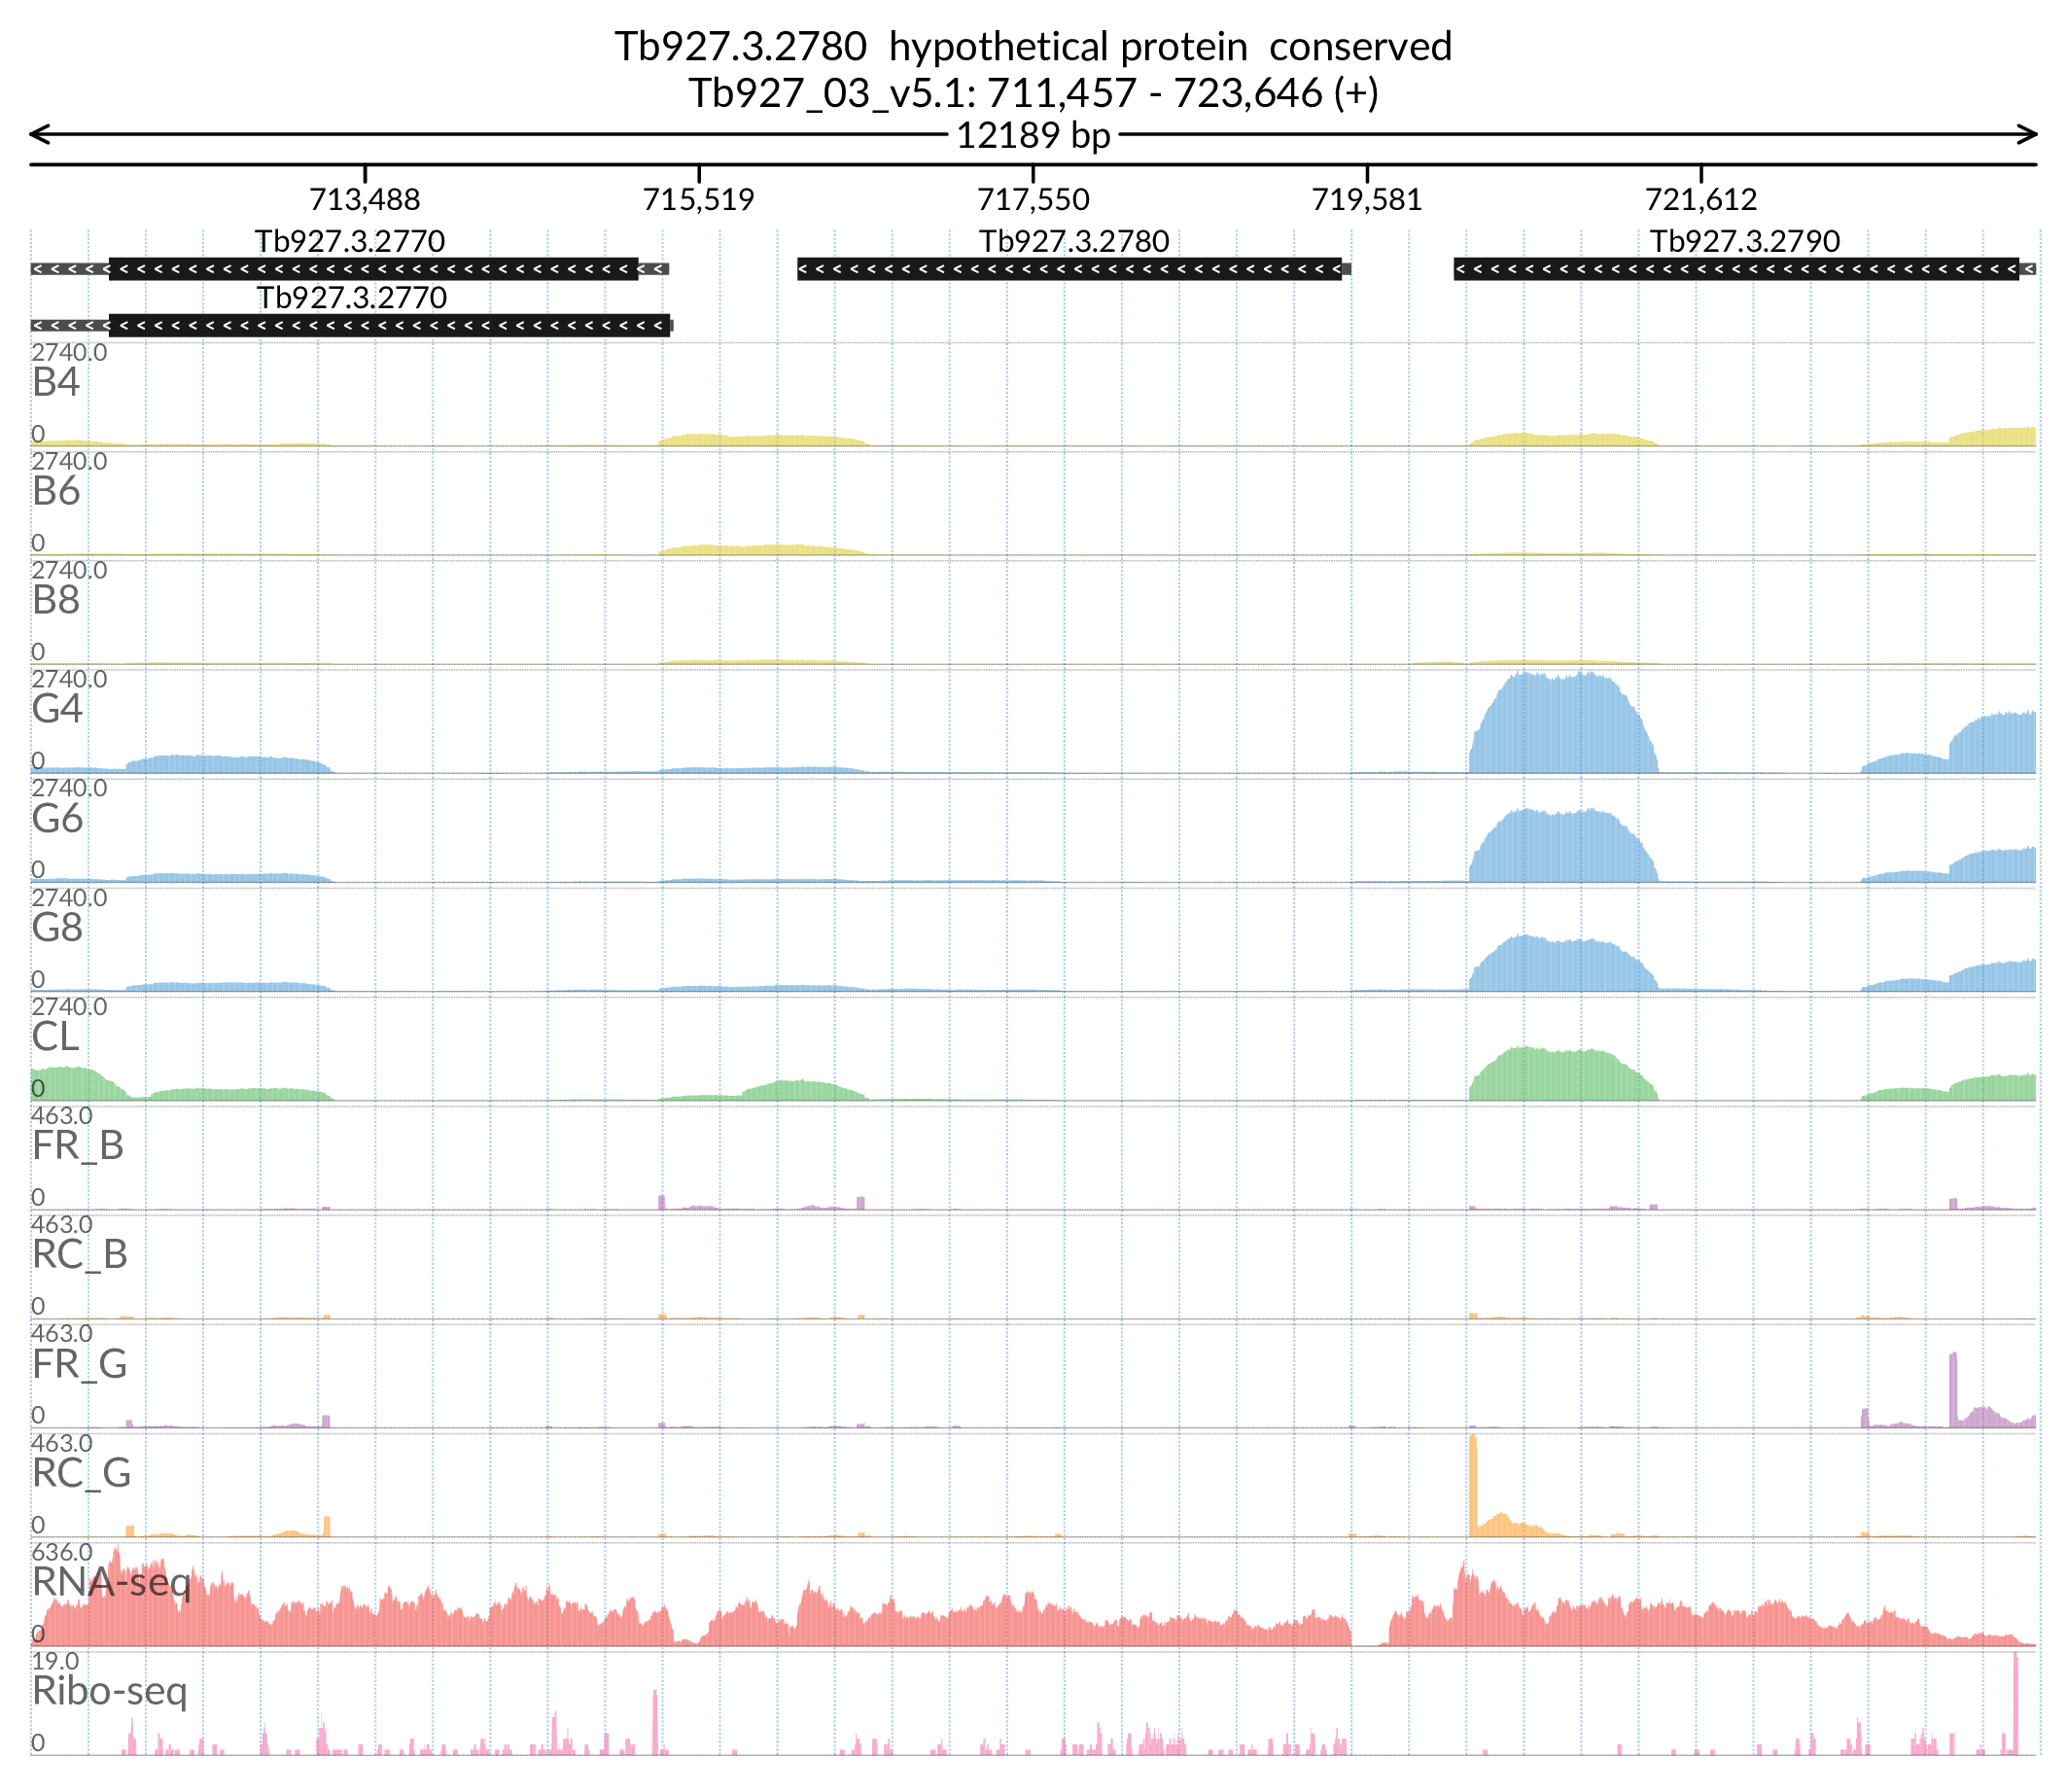 Tb927.3.2780  hypothetical protein  conserved
Tb927_03_v5.1: 711,457 - 723,646 (+)
12189 bp
713,488 715,519 717,550 719,581 721,612
Tb927.3.2770 Tb927.3.2780 Tb927.3.2790
Tb927.3.2770
2740.0
B4
0
2740.0
B6
0
2740.0
B8
0
2740.0
G4
0
2740.0
G6
0
2740.0
G8
0
2740.0
CL
0
463.0
FR_B
0
463.0
RC_B
0
463.0
FR_G
0
463.0
RC_G
0
636.0
RNA-seq
0
19.0
Ribo-seq
0